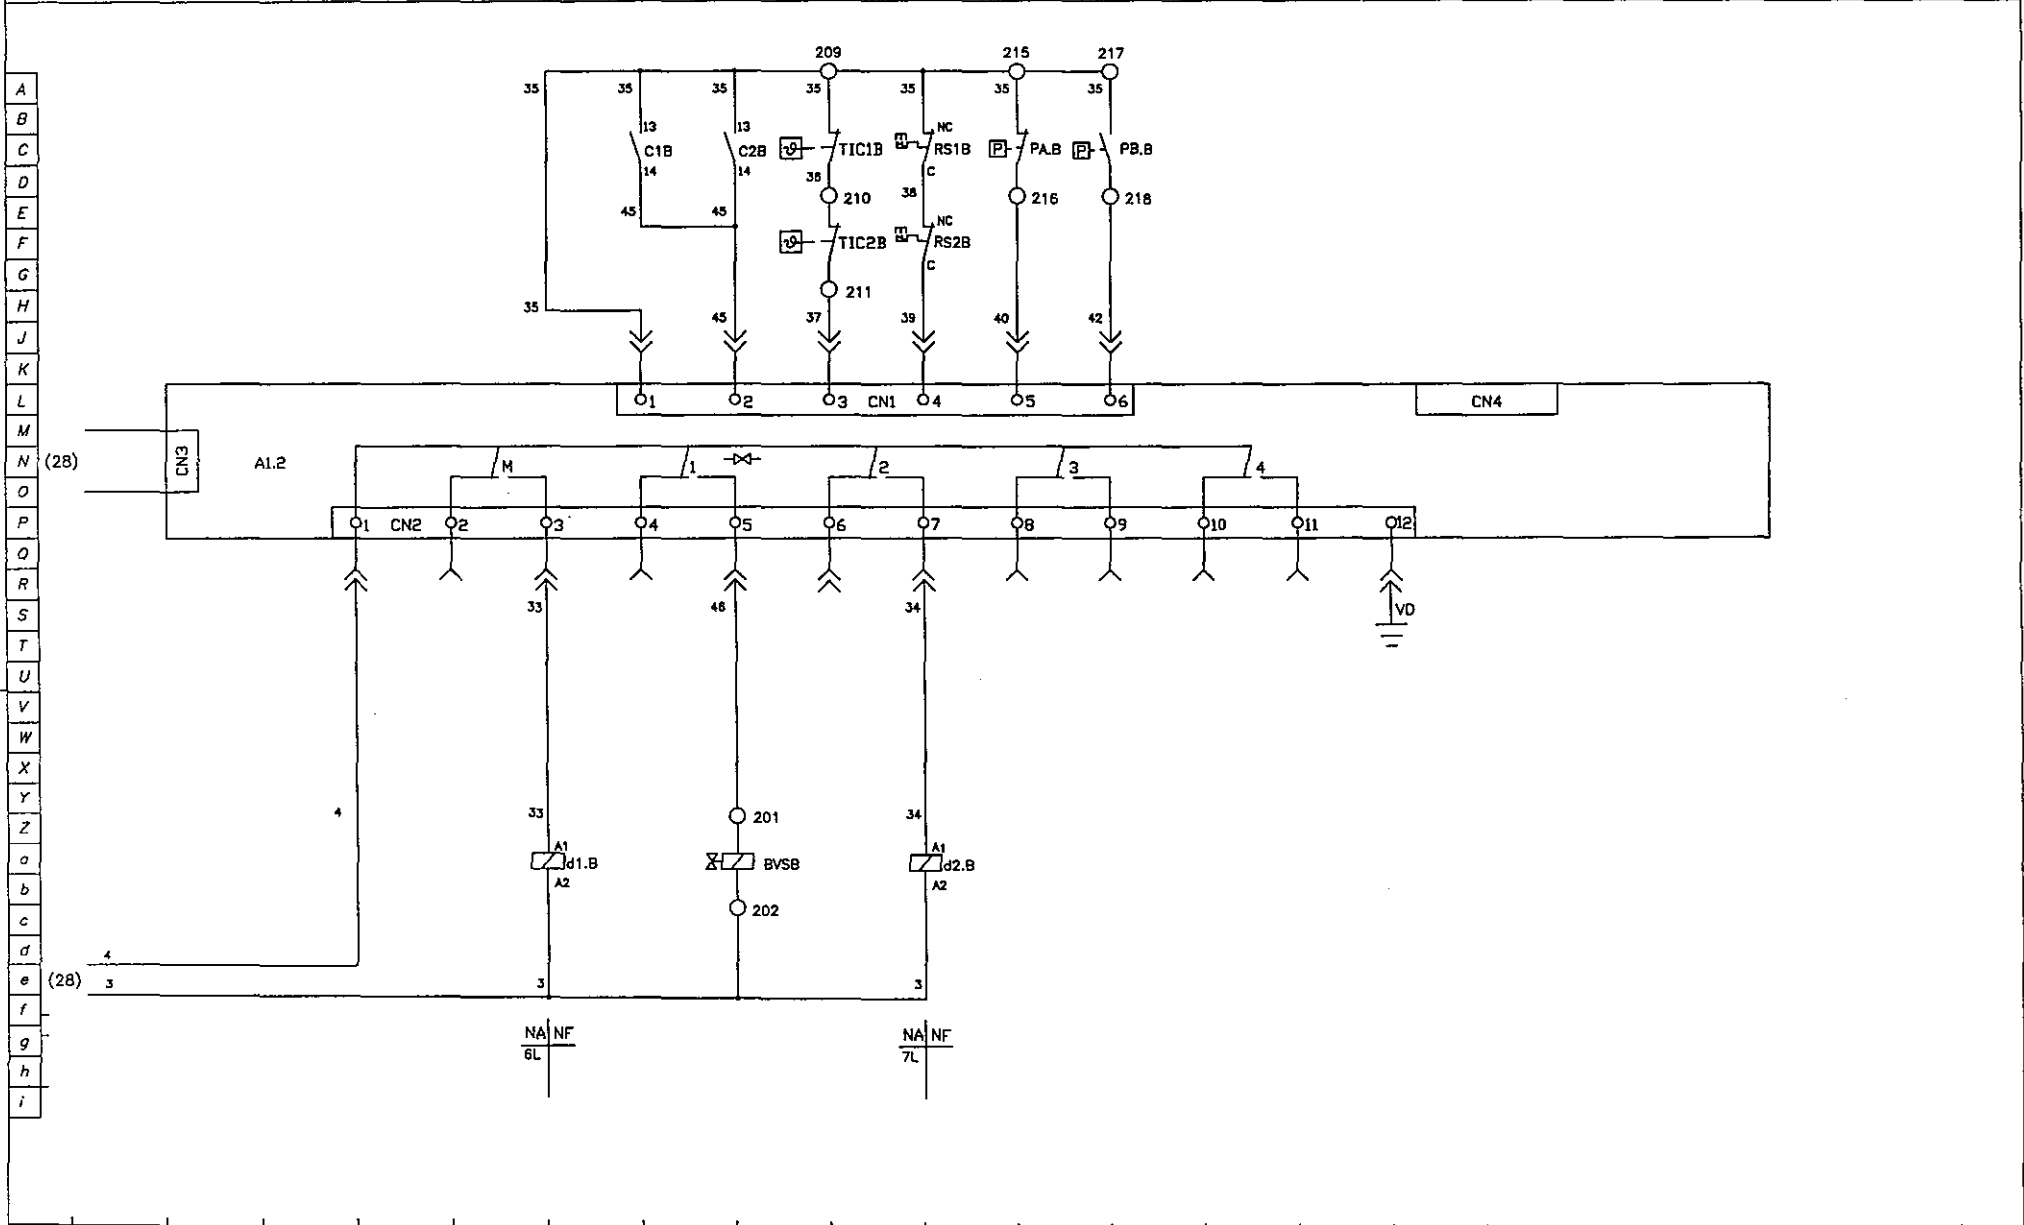 209 215 217
A 35 35 35 35 35 35 35
B 13 13 NC
C C1B C2B TIC1B RS1B P PA.B P PB.B
D 14 14 36 C
38
E 45 45 210 216 218
NC
F TIC2B RS2B
G C
H 35 211
J 45 37 39 40 42
K
L 1 2 3 CN1 4 5 6 CN4
M
N (28) CN3 A1.2 M 1 2 3 4
O
P 1 CN2 2 3 4 5 6 7 8 9 10 11 12
Q
R
S 33 46 34 VD
T
U
V
W
X
Y
4 33 34
Z 201
A1 A1
a d1.B BVSB d2.B
b A2 A2
c 202
d 4
e (28) 3 3 3
f
g NA NF NA NF
6L 7L
h
i